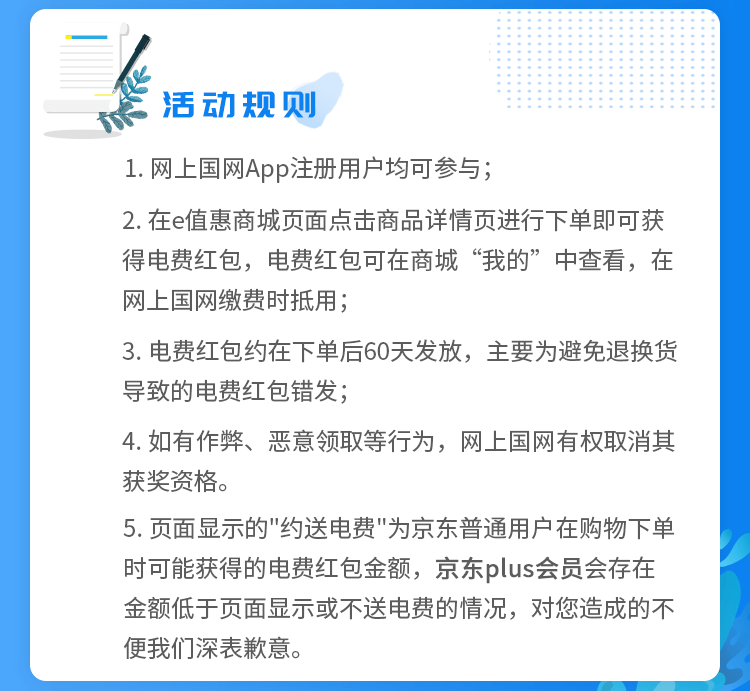 活动规则
1. 网上国网App注册用户均可参与；
2. 在e值惠商城页面点击商品详情页进行下单即可获
得电费红包，电费红包可在商城“我的”中查看，在
网上国网缴费时抵用；
3. 电费红包约在下单后60天发放，主要为避免退换货
导致的电费红包错发；
4. 如有作弊、恶意领取等行为，网上国网有权取消其
获奖资格。
5. 页面显示的"约送电费"为京东普通用户在购物下单
时可能获得的电费红包金额，京东plus会员会存在
金额低于页面显示或不送电费的情况，对您造成的不
便我们深表歉意。